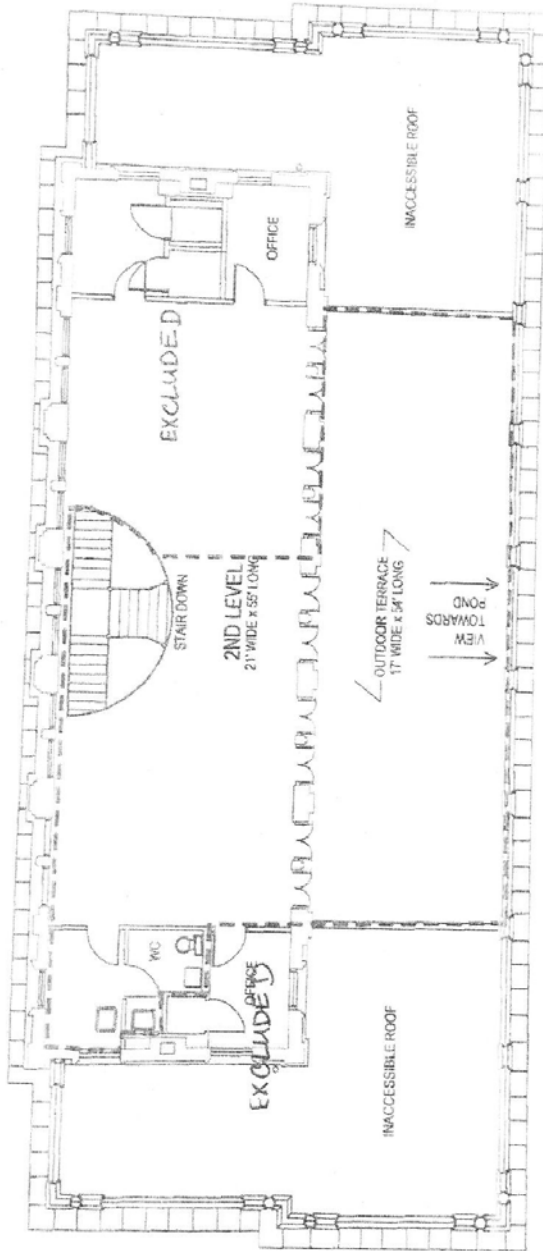 INACCESSIBLE ROOF
OFFICE
EXCLUDED
STAIR DOWN
2ND LEVEL
21' WIDE x 55' LONG
OUTDOOR TERRACE
17' WIDE x 54' LONG
VIEW
TOWARDS
POND
WC
OFFICE
EXCLUDED
INACCESSIBLE ROOF